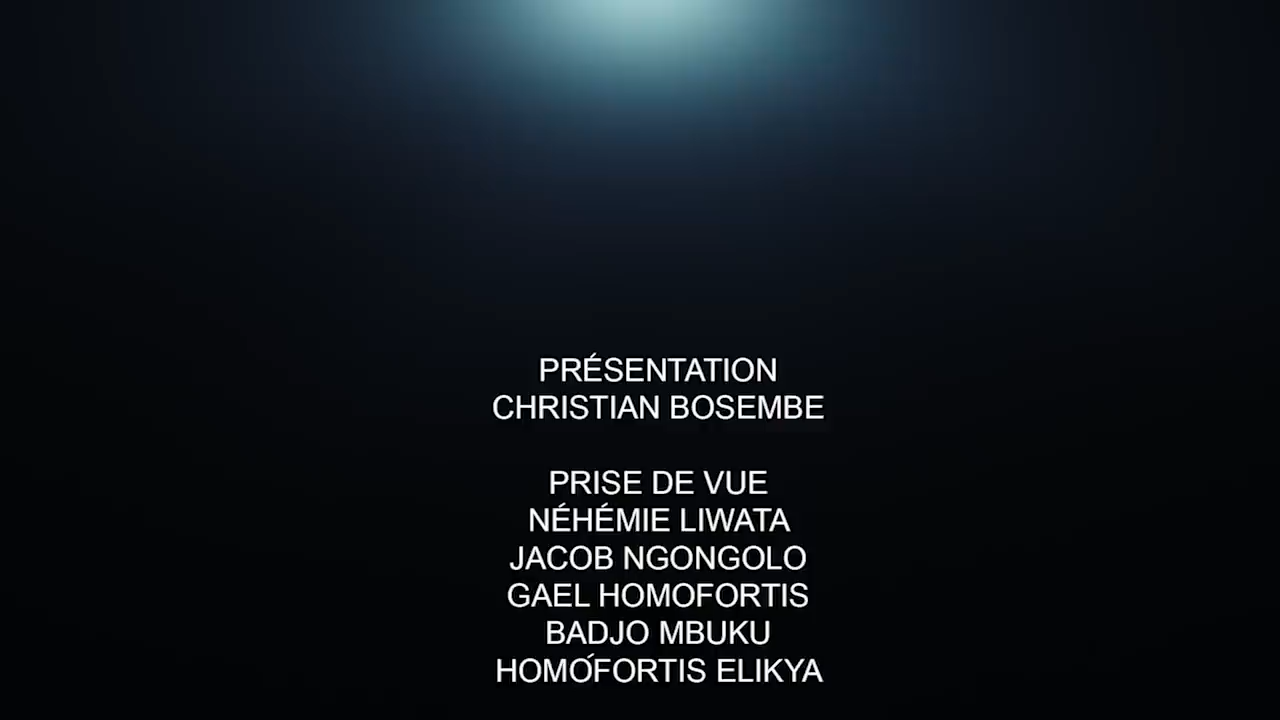 PRÉSENTATION
CHRISTIAN BOSEMBE
PRISE DE VUE
NÉHÉMIE LIWATA
JACOB NGONGOLO
GAEL HOMOFORTIS
BADJO MBUKU
HOMÓFORTIS ELIKYA